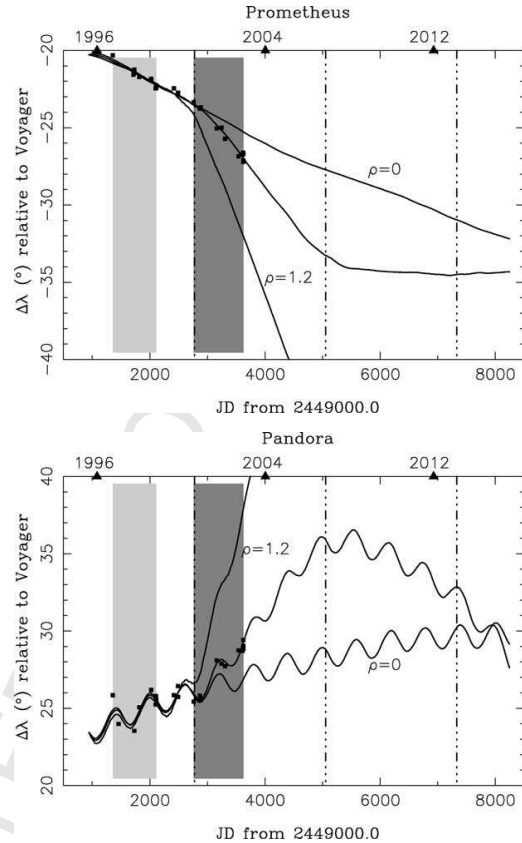 Prometheus
1996 2004 2012
-20
-25
-30
-35
-40
Δλ (°) relative to Voyager
ρ=0
ρ=1.2
2000 4000 6000 8000
JD from 2449000.0
Pandora
1996 2004 2012
40
35
30
25
20
Δλ (°) relative to Voyager
ρ=1.2
ρ=0
2000 4000 6000 8000
JD from 2449000.0